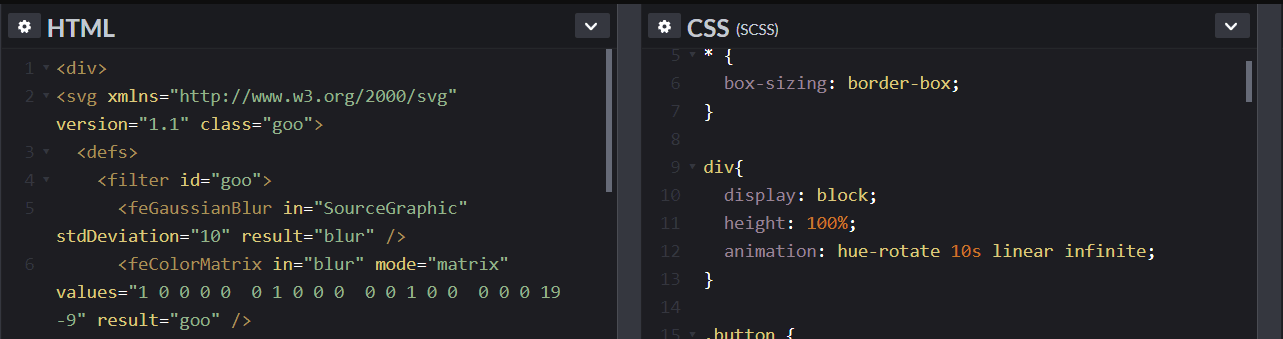 HTML
1 <div>
2 <svg xmlns="http://www.w3.org/2000/svg"
version="1.1" class="goo">
3 <defs>
4 <filter id="goo">
5 <feGaussianBlur in="SourceGraphic"
stdDeviation="10" result="blur" />
6 <feColorMatrix in="blur" mode="matrix"
values="1 0 0 0 0  0 1 0 0 0  0 0 1 0 0  0 0 0 19
-9" result="goo" />
CSS (SCSS)
5 * {
6 box-sizing: border-box;
7 }
8
9 div{
10 display: block;
11 height: 100%;
12 animation: hue-rotate 10s linear infinite;
13 }
14
15 .button {